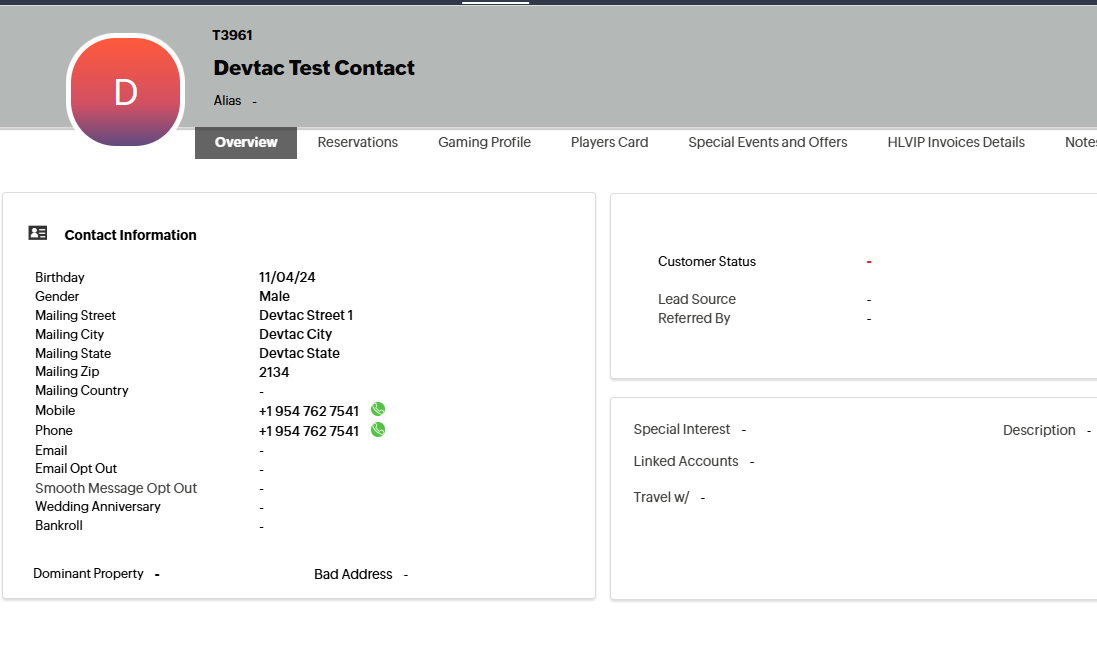 T3961
D
Devtac Test Contact
Alias -
Overview Reservations Gaming Profile Players Card Special Events and Offers HLVIP Invoices Details Notes
Contact Information
Birthday 11/04/24
Gender Male
Mailing Street Devtac Street 1
Mailing City Devtac City
Mailing State Devtac State
Mailing Zip 2134
Mailing Country -
Mobile +1 954 762 7541
Phone +1 954 762 7541
Email -
Email Opt Out -
Smooth Message Opt Out -
Wedding Anniversary -
Bankroll -
Dominant Property - Bad Address -
Customer Status -
Lead Source -
Referred By -
Special Interest - Description -
Linked Accounts -
Travel w/ -